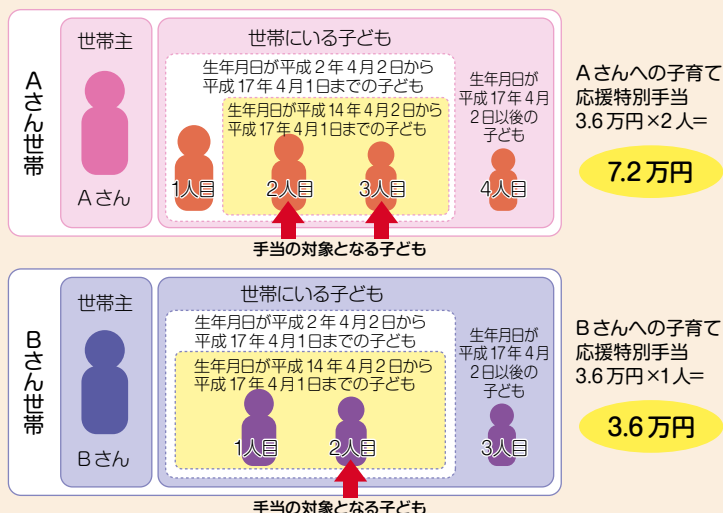 Aさん世帯
世帯主
Aさん
世帯にいる子ども
生年月日が平成2年4月2日から
平成17年4月1日までの子ども
生年月日が平成14年4月2日から
平成17年4月1日までの子ども
1人目
2人目
3人目
生年月日が
平成17年4月
2日以後の
子ども
4人目
手当の対象となる子ども
Aさんへの子育て
応援特別手当
3.6万円×2人=
7.2万円
Bさん世帯
世帯主
Bさん
世帯にいる子ども
生年月日が平成2年4月2日から
平成17年4月1日までの子ども
生年月日が平成14年4月2日から
平成17年4月1日までの子ども
1人目
2人目
生年月日が
平成17年4月
2日以後の
子ども
3人目
手当の対象となる子ども
Bさんへの子育て
応援特別手当
3.6万円×1人=
3.6万円